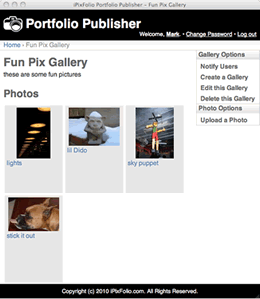 iPixFolio Portfolio Publisher - Fun Pix Gallery
Portfolio Publisher
Welcome, Mark. • Change Password • Log out
Home - Fun Pix Gallery
Gallery Options
Notify Users
Create a Gallery
Edit this Gallery
Delete this Gallery
Photo Options
Upload a Photo
Fun Pix Gallery
these are some fun pictures
Photos
lights
lil Dido
sky puppet
stick it out
Copyright (c) 2010 iPixFolio.com. All Rights Reserved.